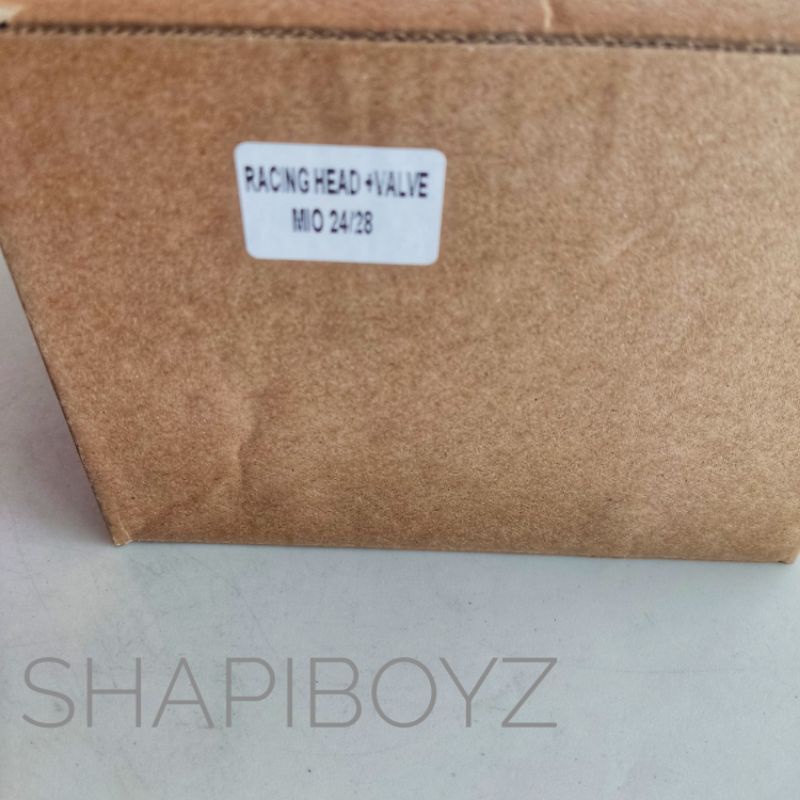 RACING HEAD +VALVE
MIO 24/28
SHAPIBOYZ